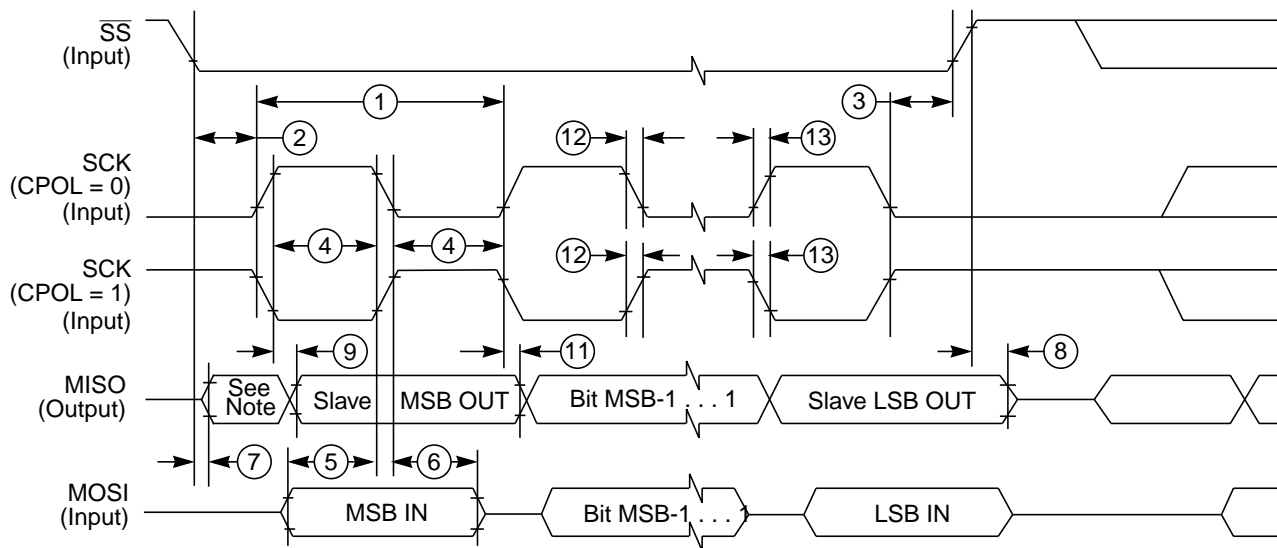 SS
(Input)
1
3
2
12
13
SCK
(CPOL = 0)
(Input)
4
4
SCK
(CPOL = 1)
(Input)
12
13
9
11
8
MISO
(Output)
See
Note
Slave
MSB OUT
Bit MSB-1 . . . 1
Slave LSB OUT
7
5
6
MOSI
(Input)
MSB IN
Bit MSB-1 . . . 1
LSB IN